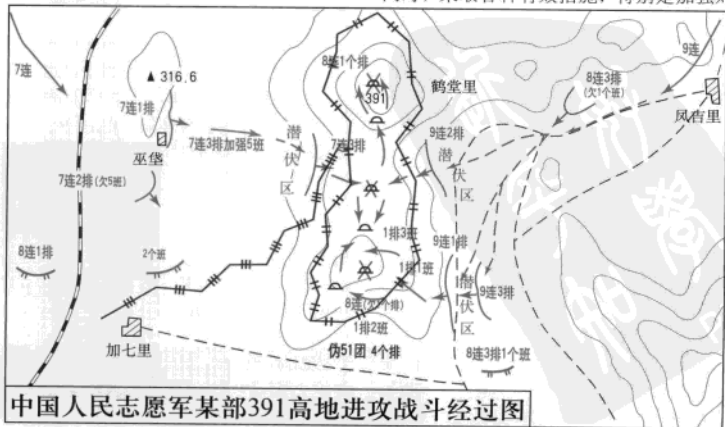 7连
▲316.6
7连1排
巫垈
7连3排加强5班
7连2排(欠5班)
8连1排
2个班
加七里
潜伏区
8连1个排
391
鹤堂里
7连3排
9连2排
潜伏区
1排3班
9连1排
1排1班
8连(欠1个排)
1排2班
伪51团 4个排
潜伏区
9连3排
8连3排1个班
8连3排
(欠1个班)
9连
凤吉里
中国人民志愿军某部391高地进攻战斗经过图